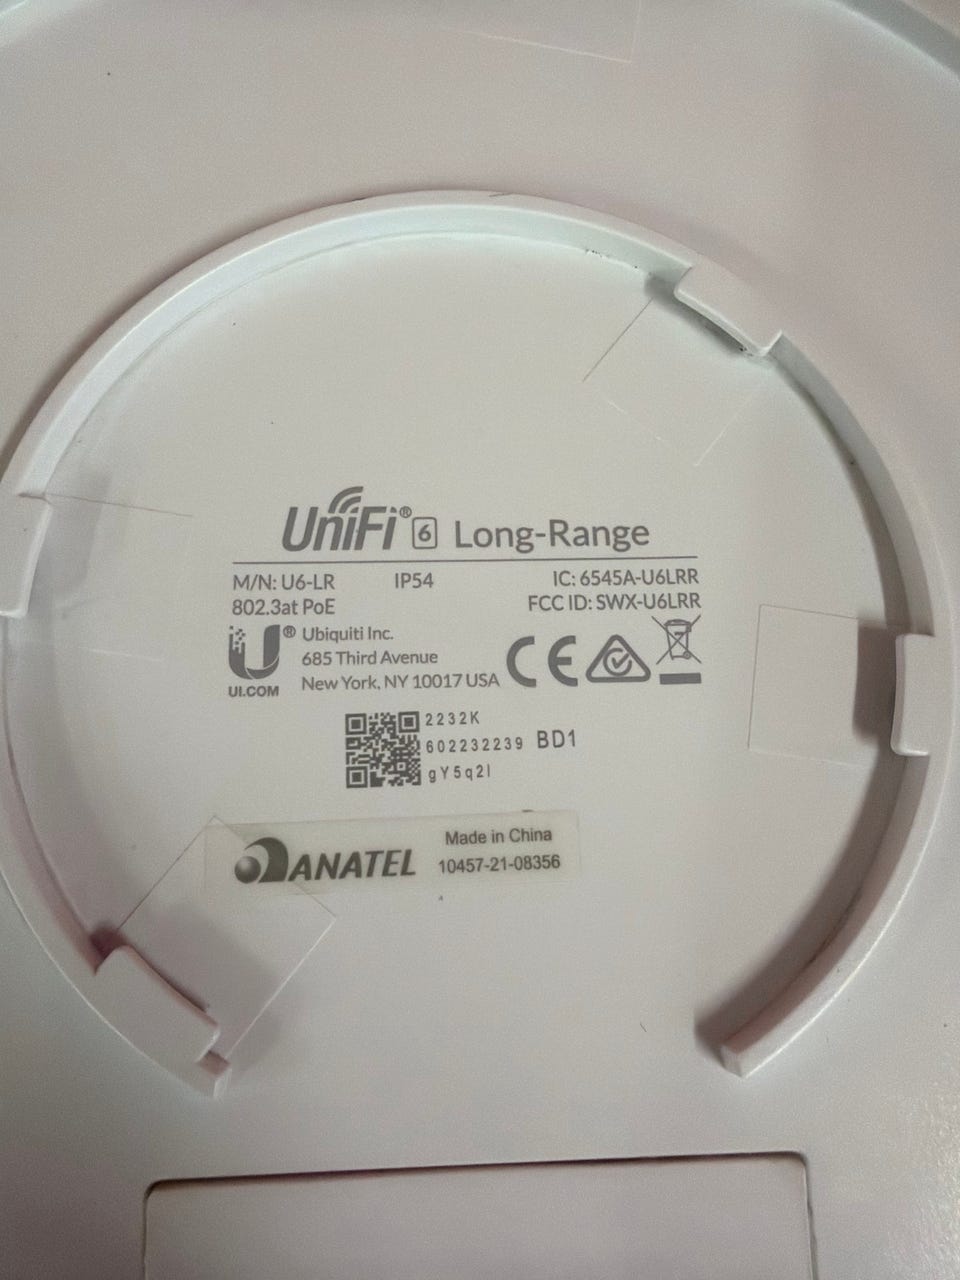 UniFi® 6 Long-Range
M/N: U6-LR IP54 IC: 6545A-U6LRR
802.3at PoE FCC ID: SWX-U6LRR
® Ubiquiti Inc.
685 Third Avenue
UI.COM New York, NY 10017 USA
2232K
602232239 BD1
gY5q2l
ANATEL Made in China
10457-21-08356